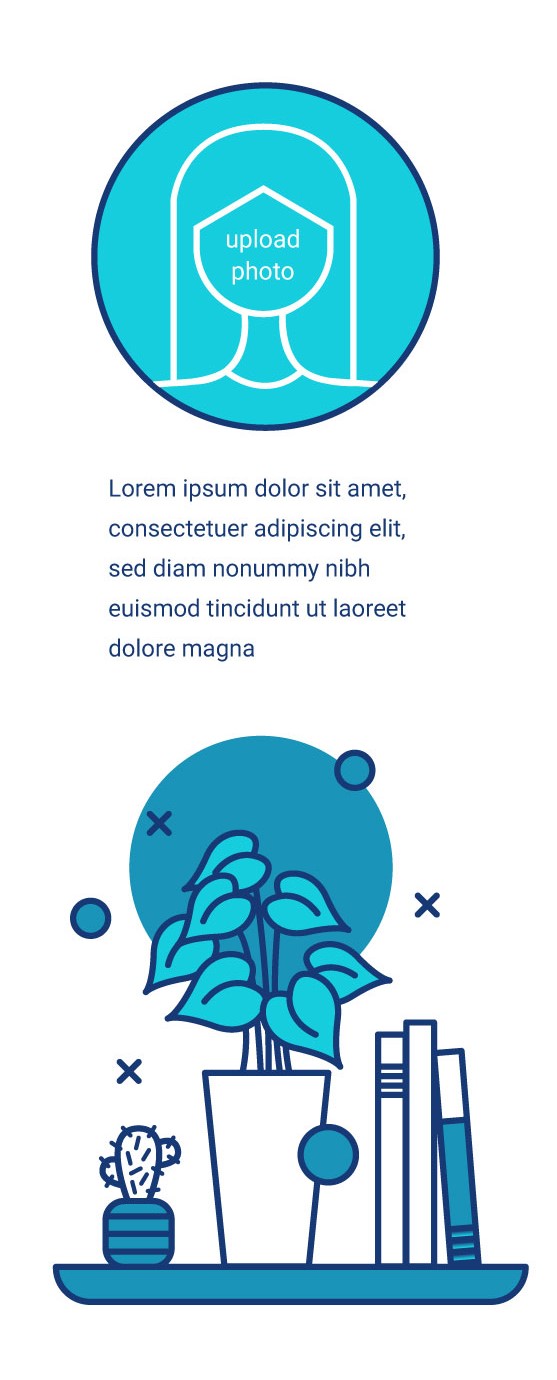 upload
photo
Lorem ipsum dolor sit amet,
consectetuer adipiscing elit,
sed diam nonummy nibh
euismod tincidunt ut laoreet
dolore magna